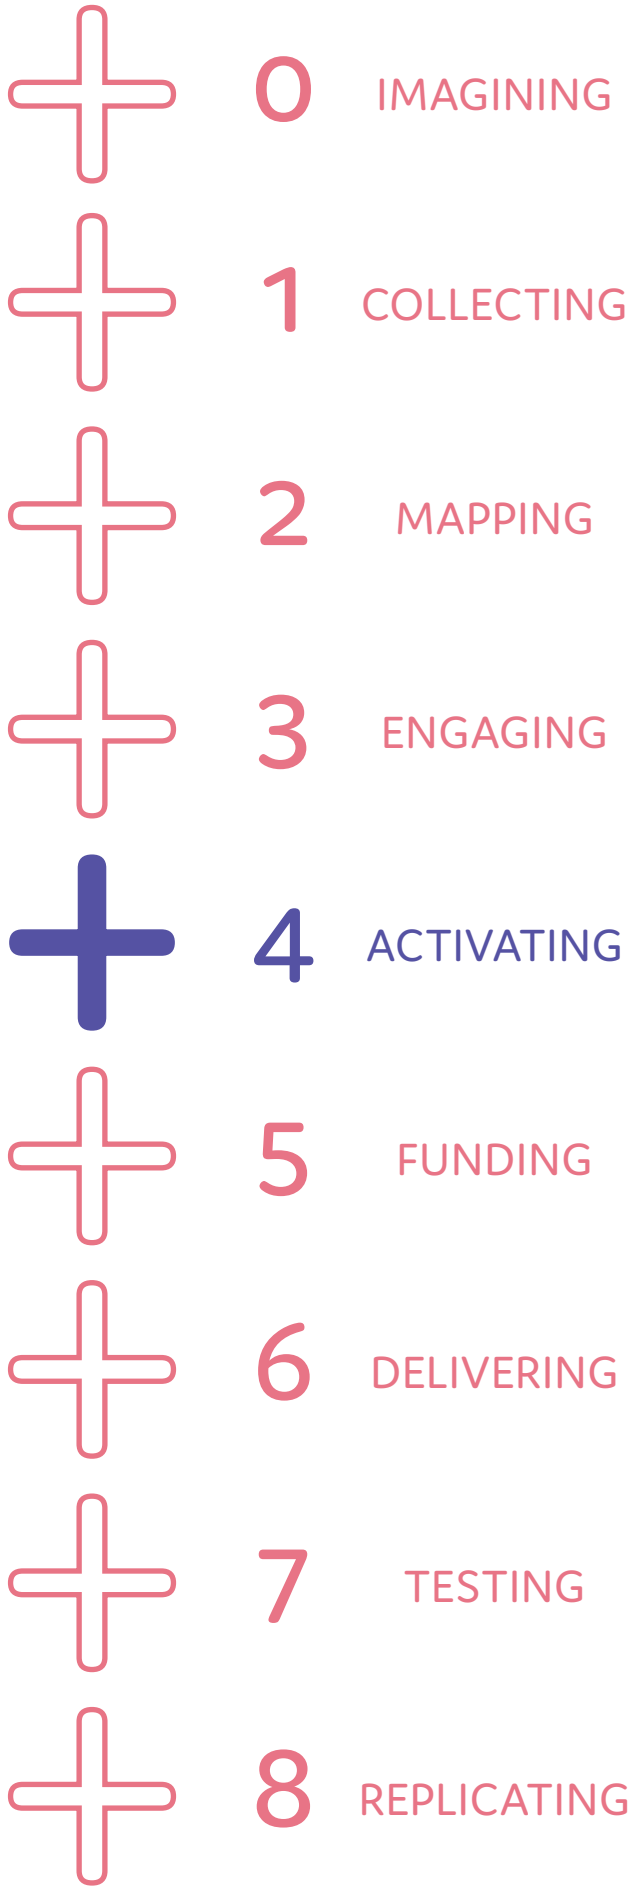 0 IMAGINING
1 COLLECTING
2 MAPPING
3 ENGAGING
4 ACTIVATING
5 FUNDING
6 DELIVERING
7 TESTING
8 REPLICATING